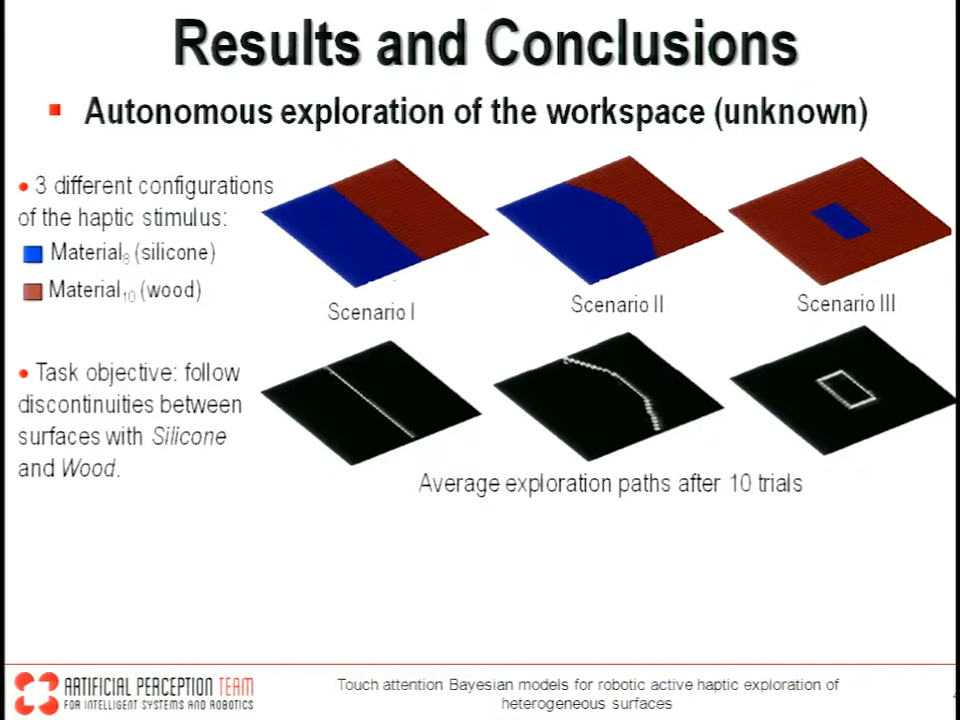 Results and Conclusions
Autonomous exploration of the workspace (unknown)
• 3 different configurations
of the haptic stimulus:
Material8 (silicone)
Material10 (wood)
Scenario I
Scenario II
Scenario III
• Task objective: follow
discontinuities between
surfaces with Silicone
and Wood.
Average exploration paths after 10 trials
ARTIFICIAL PERCEPTION TEAM
FOR INTELLIGENT SYSTEMS AND ROBOTICS
Touch attention Bayesian models for robotic active haptic exploration of
heterogeneous surfaces